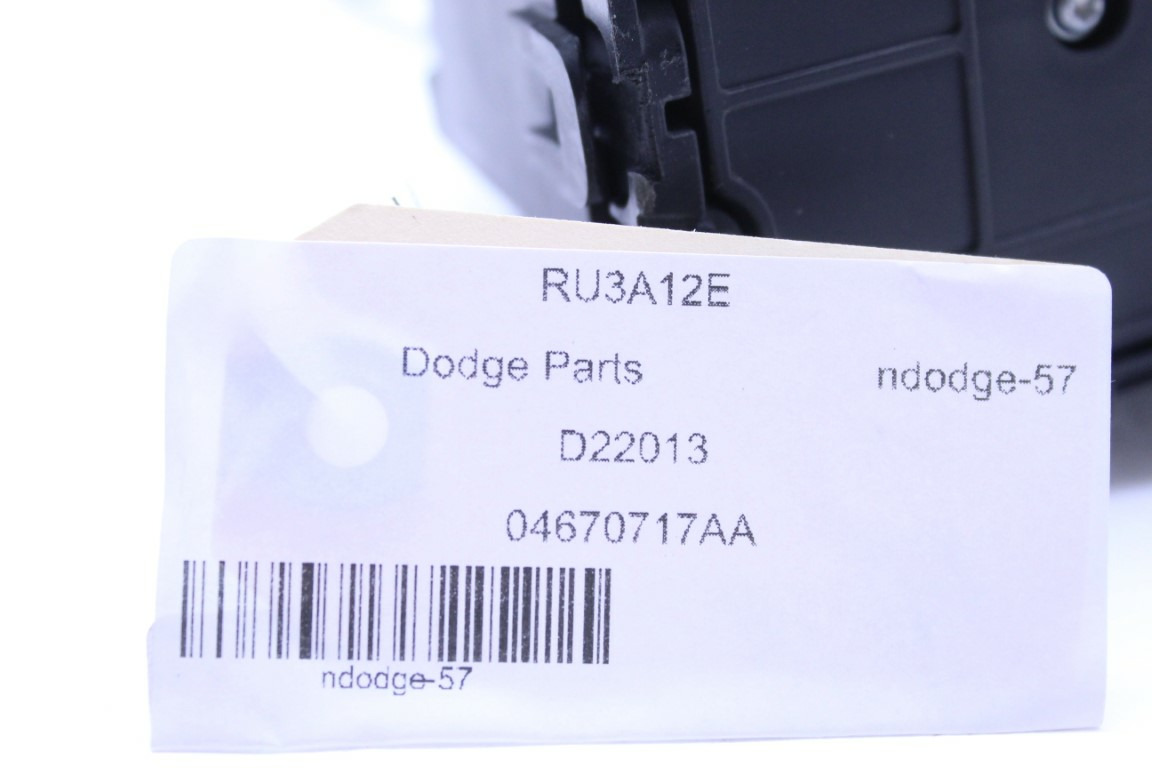 RU3A12E
Dodge Parts ndodge-57
D22013
04670717AA
ndodge-57